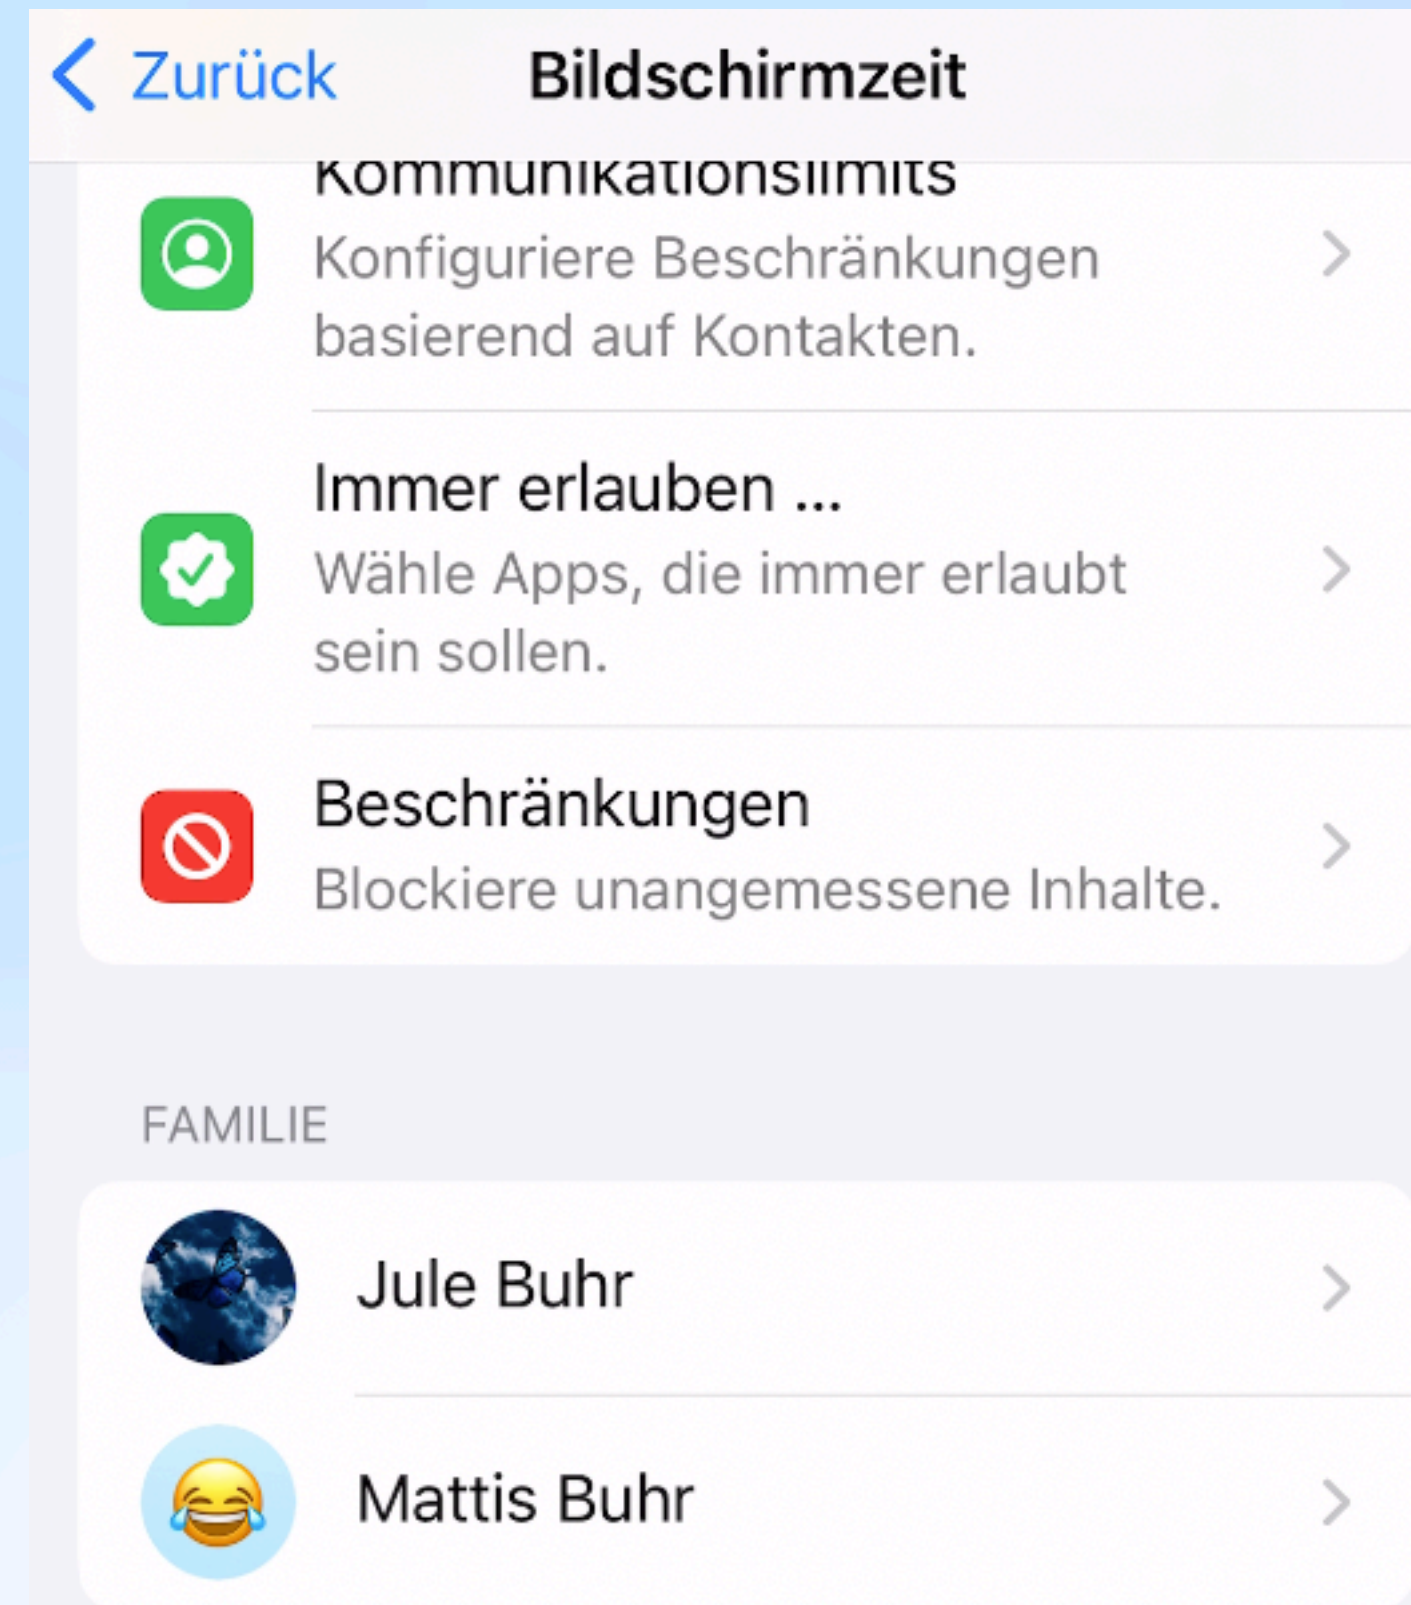 Zurück
Bildschirmzeit
Kommunikationslimits
Konfiguriere Beschränkungen
basierend auf Kontakten.
Immer erlauben ...
Wähle Apps, die immer erlaubt
sein sollen.
Beschränkungen
Blockiere unangemessene Inhalte.
FAMILIE
Jule Buhr
Mattis Buhr